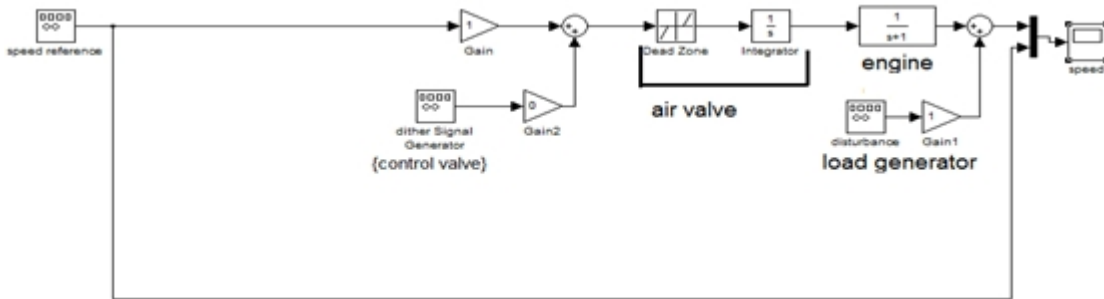 speed reference
1
Gain
Dead Zone
1
s
Integrator
1
s+1
engine
speed
air valve
0
Gain2
dither Signal
Generator
{control valve}
disturbance
1
Gain1
load generator